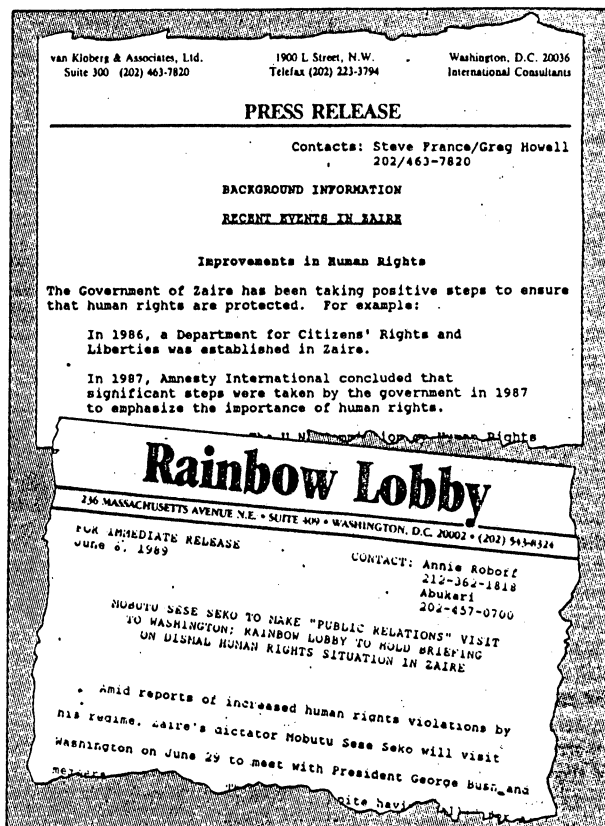 van Kloberg & Associates, Ltd. 1900 L Street, N.W. Washington, D.C. 20036
Suite 300 (202) 463-7820 Telefax (202) 223-3794 International Consultants
PRESS RELEASE
Contacts: Steve France/Greg Howell
202/463-7820
BACKGROUND INFORMATION
RECENT EVENTS IN ZAIRE
Improvements in Human Rights
The Government of Zaire has been taking positive steps to ensure
that human rights are protected. For example:
In 1986, a Department for Citizens' Rights and
Liberties was established in Zaire.
In 1987, Amnesty International concluded that
significant steps were taken by the government in 1987
to emphasize the importance of human rights.
on Human Rights
Rainbow Lobby
236 MASSACHUSETTS AVENUE N.E. • SUITE 409 • WASHINGTON, D.C. 20002 • (202) 543-8324
FOR IMMEDIATE RELEASE
June 6, 1989
CONTACT: Annie Roboff
212-362-1818
Abukari
202-457-0700
MOBUTU SESE SEKO TO MAKE "PUBLIC RELATIONS" VISIT
TO WASHINGTON; RAINBOW LOBBY TO HOLD BRIEFING
ON DISMAL HUMAN RIGHTS SITUATION IN ZAIRE
Amid reports of increased human rights violations by
his regime, Zaire's dictator Mobutu Sese Seko will visit
Washington on June 29 to meet with President George Bush and